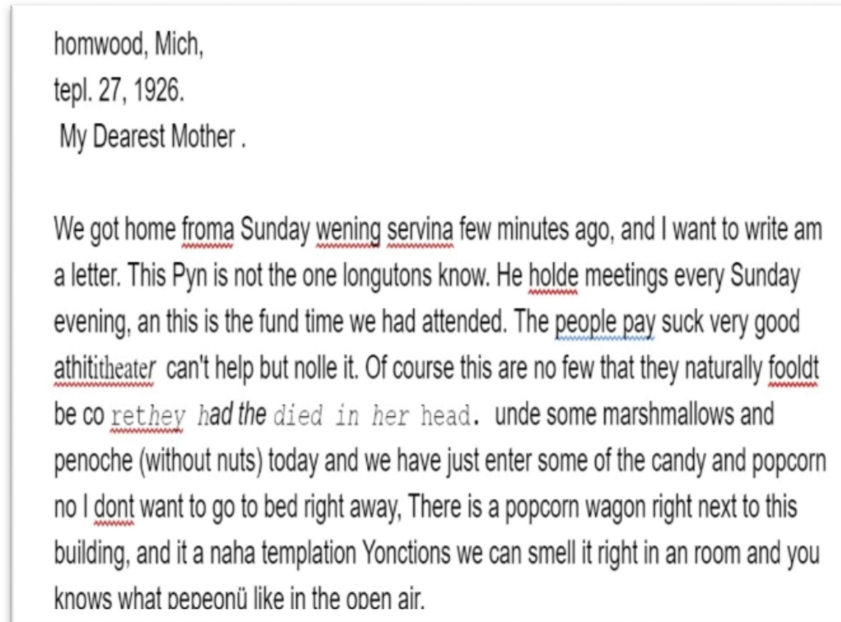 homwood, Mich,
tepl. 27, 1926.
My Dearest Mother .
We got home froma Sunday wening servina few minutes ago, and I want to write am
a letter. This Pyn is not the one longutons know. He holde meetings every Sunday
evening, an this is the fund time we had attended. The people pay suck very good
athititheater can't help but nolle it. Of course this are no few that they naturally fooldt
be co rethey had the died in her head. unde some marshmallows and
penoche (without nuts) today and we have just enter some of the candy and popcorn
no I dont want to go to bed right away, There is a popcorn wagon right next to this
building, and it a naha templation Yonctions we can smell it right in an room and you
knows what pepeonü like in the open air.